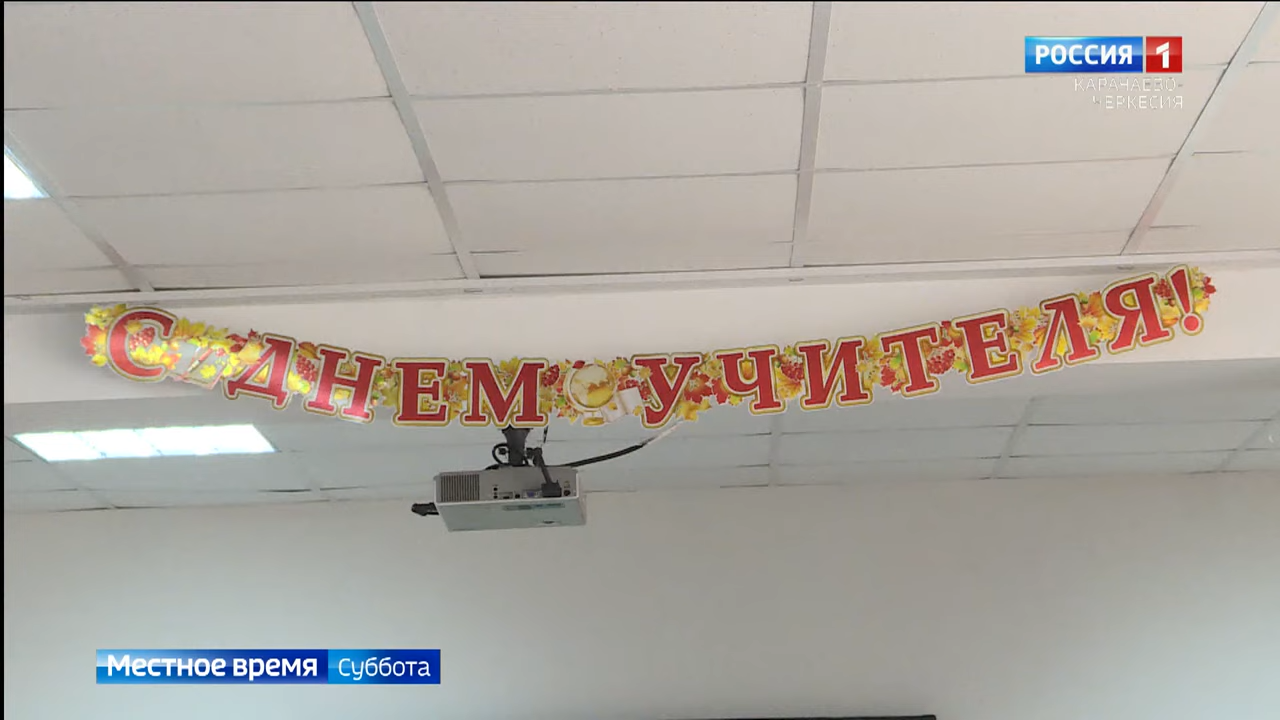 РОССИЯ 1
КАРАЧАЕВО-
ЧЕРКЕСИЯ
С ДНЕМ УЧИТЕЛЯ!
Местное время Суббота